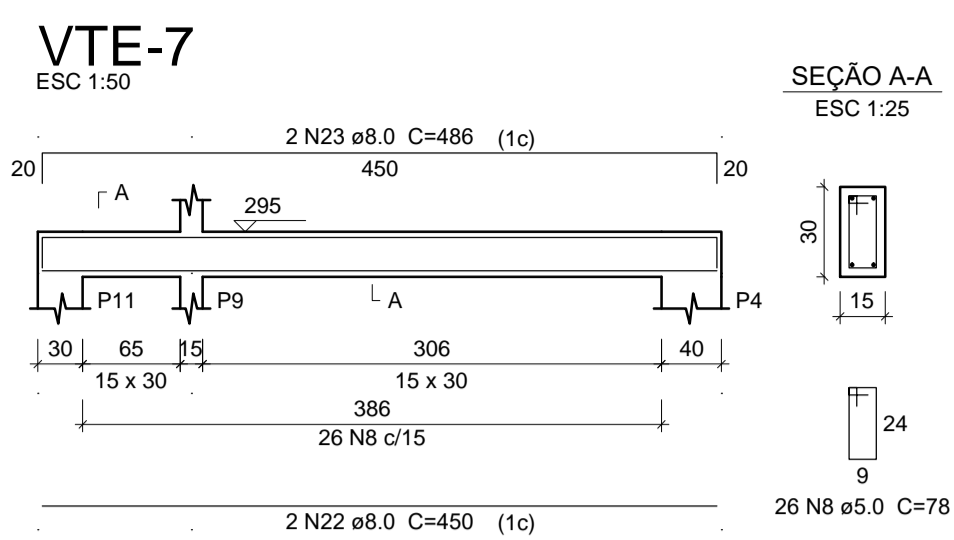 VTE-7
ESC 1:50
SEÇÃO A-A
ESC 1:25
2 N23 ø8.0 C=486 (1c)
20 450 20
A
295
30
P11 P9 A P4
15
30 65 15 306 40
15 x 30 15 x 30
386
26 N8 c/15
24
9
26 N8 ø5.0 C=78
2 N22 ø8.0 C=450 (1c)